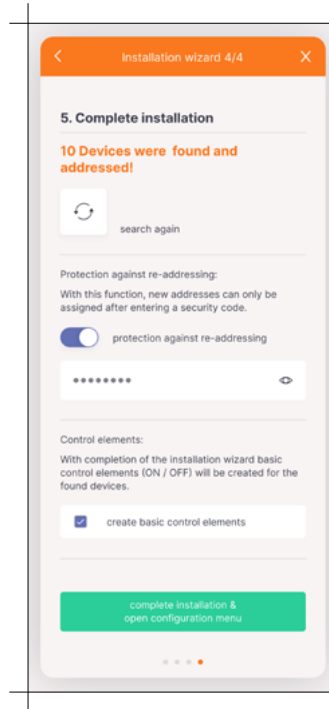 Installation wizard 4/4
5. Complete installation
10 Devices were found and
addressed!
search again
Protection against re-addressing:
With this function, new addresses can only be
assigned after entering a security code.
protection against re-addressing
Control elements:
With completion of the installation wizard basic
control elements (ON / OFF) will be created for the
found devices.
create basic control elements
complete installation &
open configuration menu